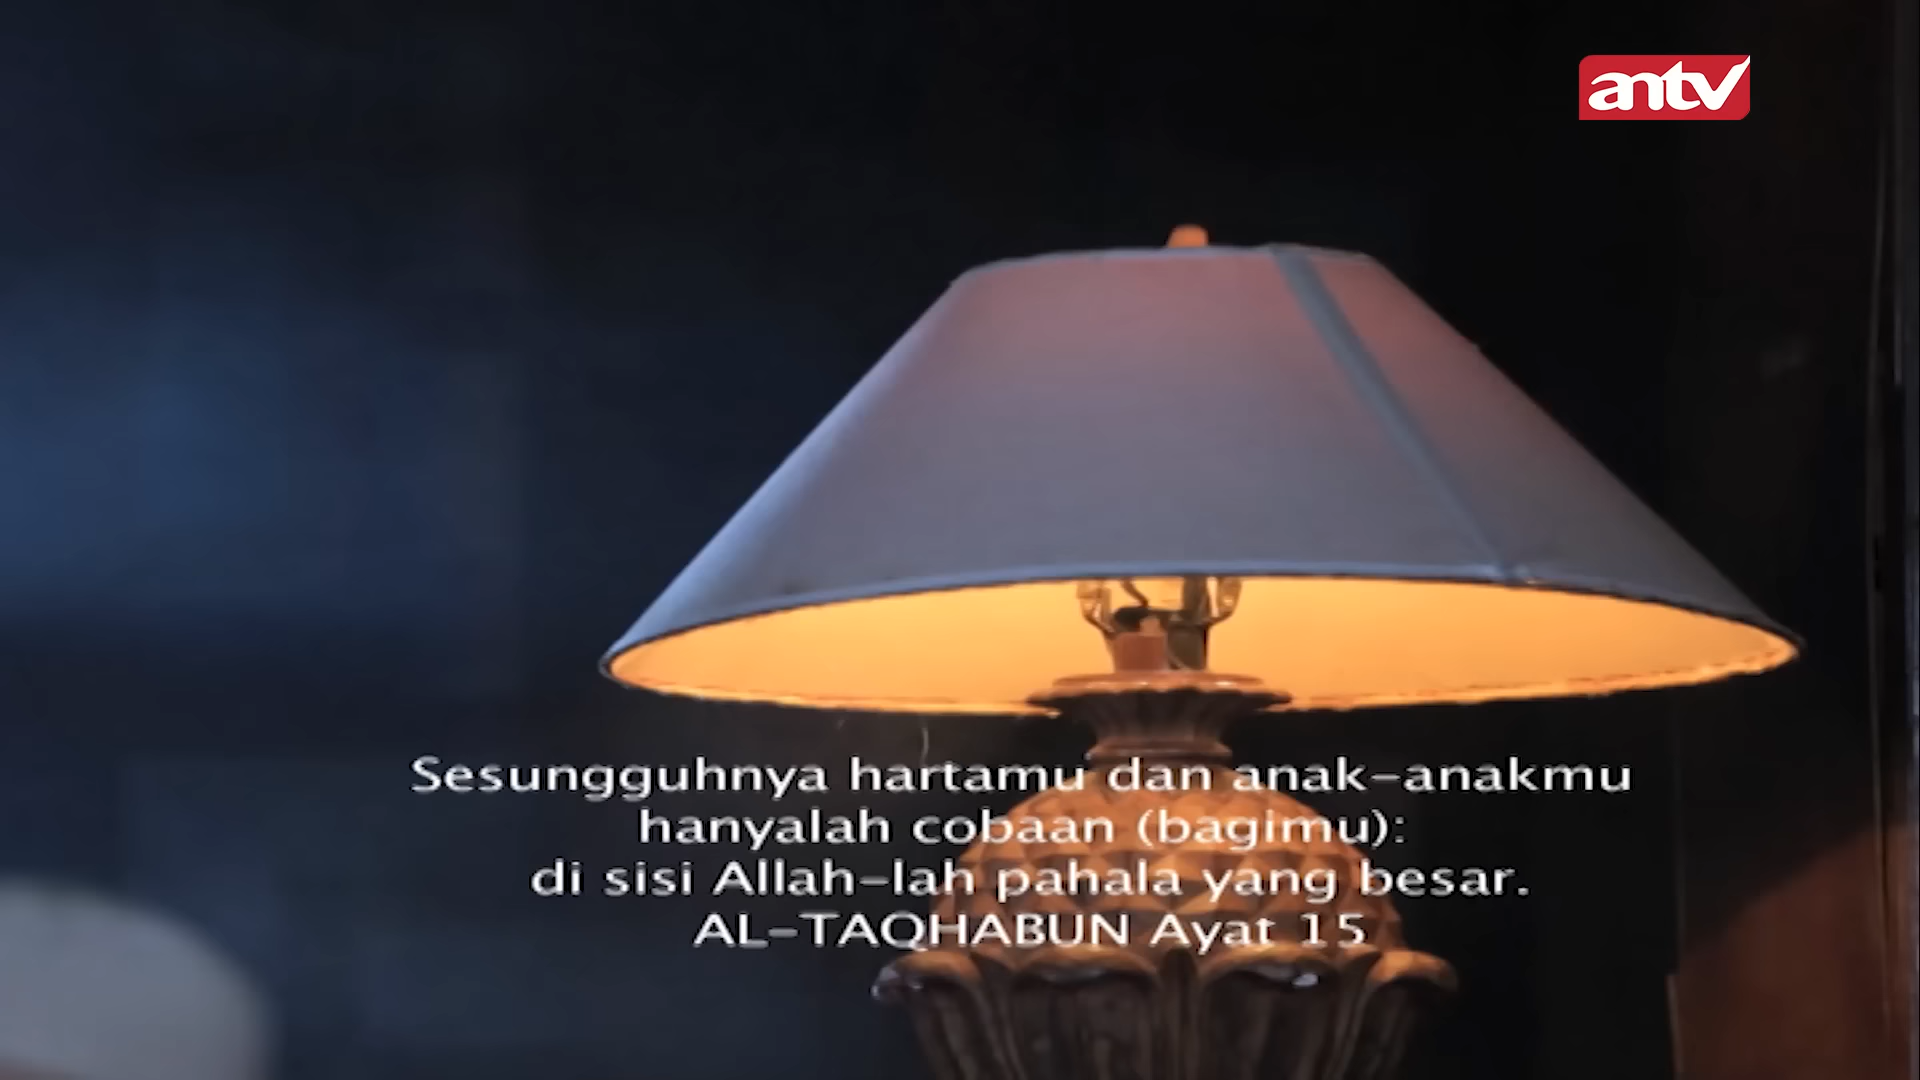 antv
Sesungguhnya hartamu dan anak-anakmu
hanyalah cobaan (bagimu):
di sisi Allah-lah pahala yang besar.
AL-TAQHABUN Ayat 15